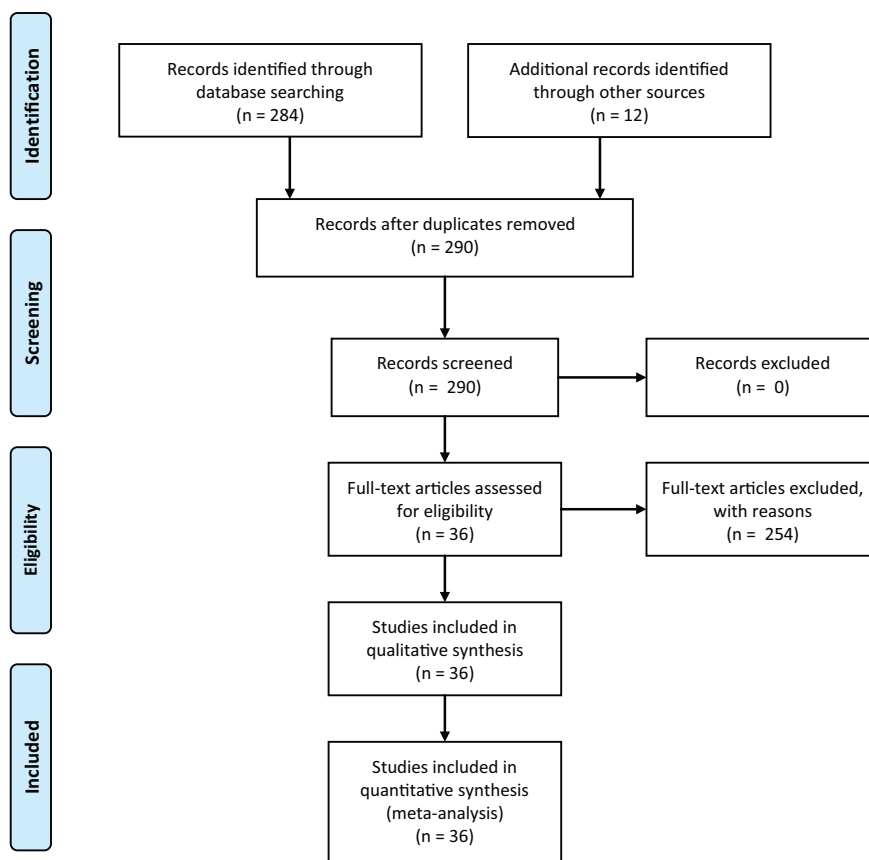 Identification
Records identified through
database searching
(n = 284)
Additional records identified
through other sources
(n = 12)
Records after duplicates removed
(n = 290)
Screening
Records screened
(n = 290)
Records excluded
(n = 0)
Eligibility
Full-text articles assessed
for eligibility
(n = 36)
Full-text articles excluded,
with reasons
(n = 254)
Studies included in
qualitative synthesis
(n = 36)
Included
Studies included in
quantitative synthesis
(meta-analysis)
(n = 36)